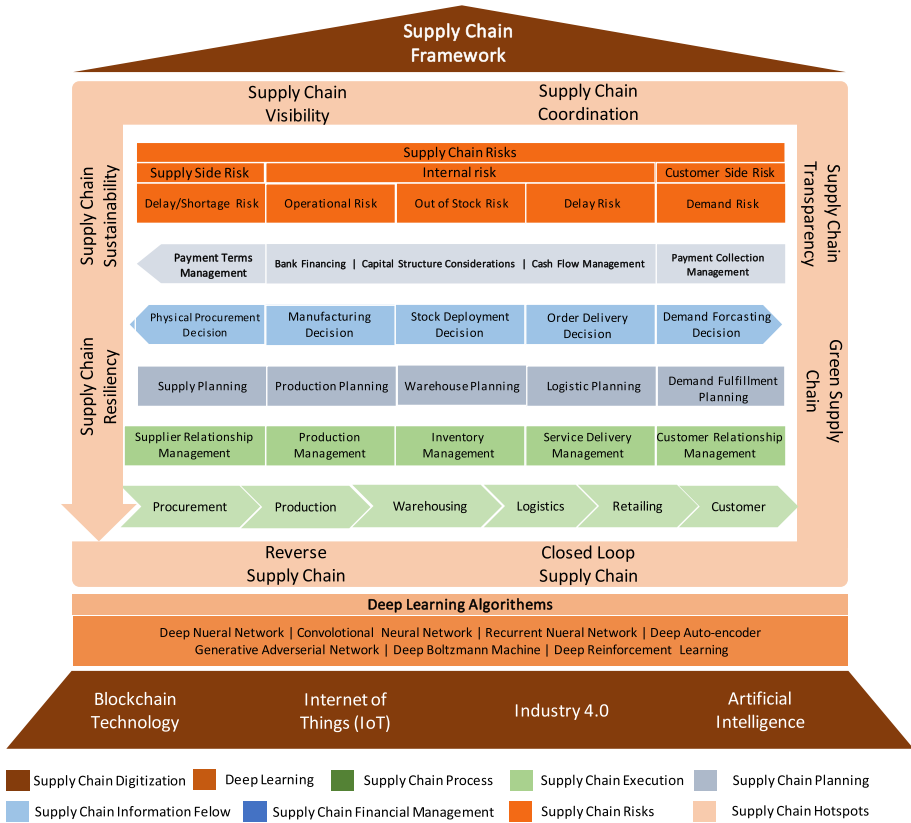 Supply Chain
Framework
Supply Chain
Visibility
Supply Chain
Coordination
Supply Chain
Sustainability
Supply Chain
Resiliency
Supply Chain
Transparency
Green Supply
Chain
Supply Chain Risks
Supply Side Risk
Internal risk
Customer Side Risk
Delay/Shortage Risk
Operational Risk
Out of Stock Risk
Delay Risk
Demand Risk
Payment Terms
Management
Bank Financing | Capital Structure Considerations | Cash Flow Management
Payment Collection
Management
Physical Procurement
Decision
Manufacturing
Decision
Stock Deployment
Decision
Order Delivery
Decision
Demand Forcasting
Decision
Supply Planning
Production Planning
Warehouse Planning
Logistic Planning
Demand Fulfillment
Planning
Supplier Relationship
Management
Production
Management
Inventory
Management
Service Delivery
Management
Customer Relationship
Management
Procurement
Production
Warehousing
Logistics
Retailing
Customer
Reverse
Supply Chain
Closed Loop
Supply Chain
Deep Learning Algorithems
Deep Nueral Network | Convolotional Neural Network | Recurrent Nueral Network | Deep Auto-encoder
Generative Adverserial Network | Deep Boltzmann Machine | Deep Reinforcement Learning
Blockchain
Technology
Internet of
Things (IoT)
Industry 4.0
Artificial
Intelligence
Supply Chain Digitization
Deep Learning
Supply Chain Process
Supply Chain Execution
Supply Chain Planning
Supply Chain Information Felow
Supply Chain Financial Management
Supply Chain Risks
Supply Chain Hotspots